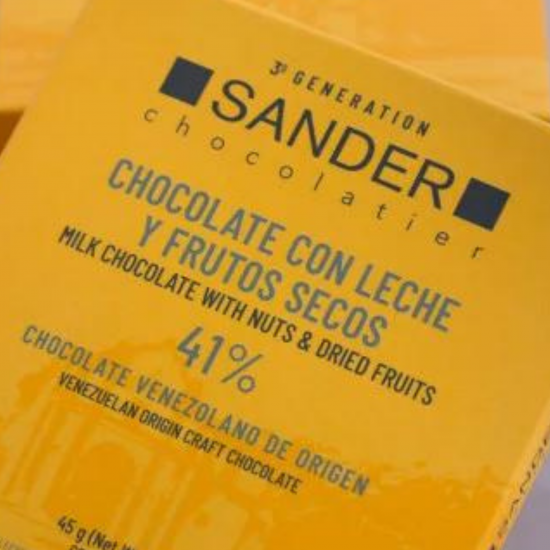 3ª GENERATION
SANDER
chocolatier
CHOCOLATE CON LECHE
Y FRUTOS SECOS
MILK CHOCOLATE WITH NUTS & DRIED FRUITS
41%
CHOCOLATE VENEZOLANO DE ORIGEN
VENEZUELAN ORIGIN CRAFT CHOCOLATE
45 g (Net